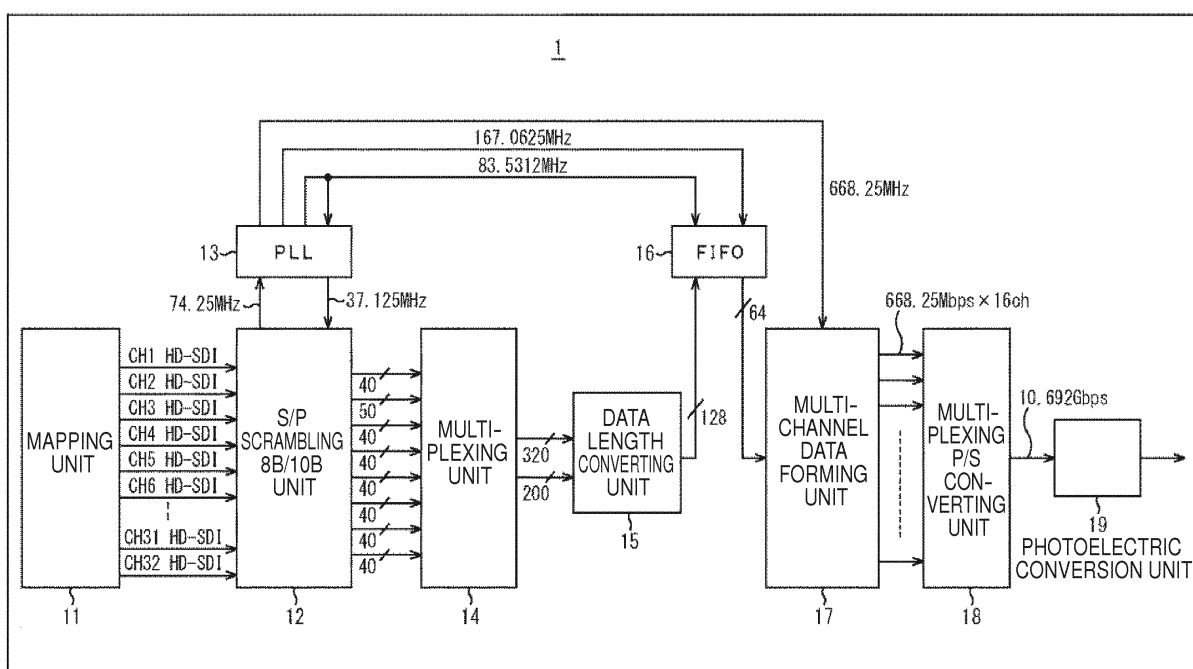 1
167.0625MHz
83.5312MHz
668.25MHz
13
PLL
16
FIFO
74.25MHz
37.125MHz
64
668.25Mbps×16ch
MAPPING
UNIT
11
CH1 HD-SDI
CH2 HD-SDI
CH3 HD-SDI
CH4 HD-SDI
CH5 HD-SDI
CH6 HD-SDI
CH31 HD-SDI
CH32 HD-SDI
S/P
SCRAMBLING
8B/10B
UNIT
12
40
50
40
40
40
40
40
40
MULTI-
PLEXING
UNIT
14
320
200
DATA
LENGTH
CONVERTING
UNIT
15
128
MULTI-
CHANNEL
DATA
FORMING
UNIT
17
MULTI-
PLEXING
P/S
CON-
VERTING
UNIT
18
10.692Gbps
19
PHOTOELECTRIC
CONVERSION UNIT